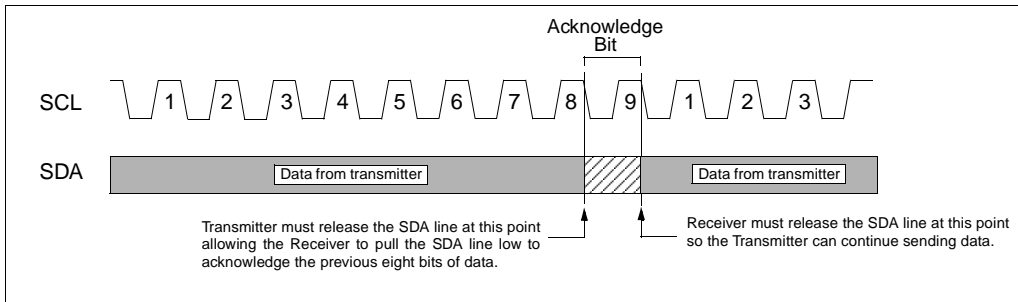 Acknowledge
Bit
SCL 1 2 3 4 5 6 7 8 9 1 2 3
SDA Data from transmitter Data from transmitter
Transmitter must release the SDA line at this point
allowing the Receiver to pull the SDA line low to
acknowledge the previous eight bits of data.
Receiver must release the SDA line at this point
so the Transmitter can continue sending data.